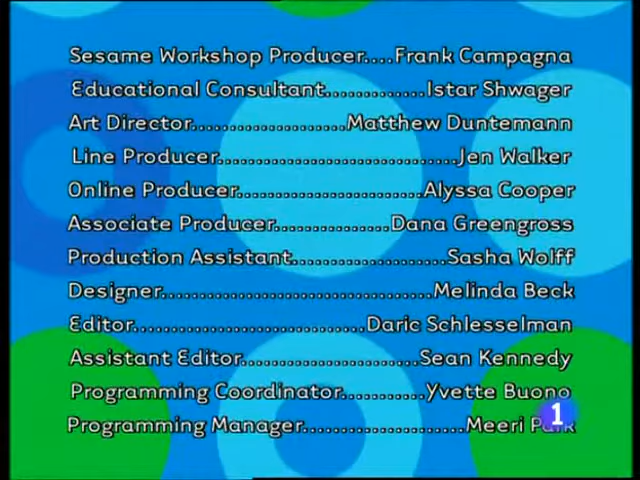 Sesame Workshop Producer....Frank Campagna
Educational Consultant.............Istar Shwager
Art Director....................Matthew Duntemann
Line Producer...............................Jen Walker
Online Producer........................Alyssa Cooper
Associate Producer...............Dana Greengross
Production Assistant....................Sasha Wolff
Designer...................................Melinda Beck
Editor..............................Daric Schlesselman
Assistant Editor.......................Sean Kennedy
Programming Coordinator...........Yvette Buono
Programming Manager.....................Meeri Park
1